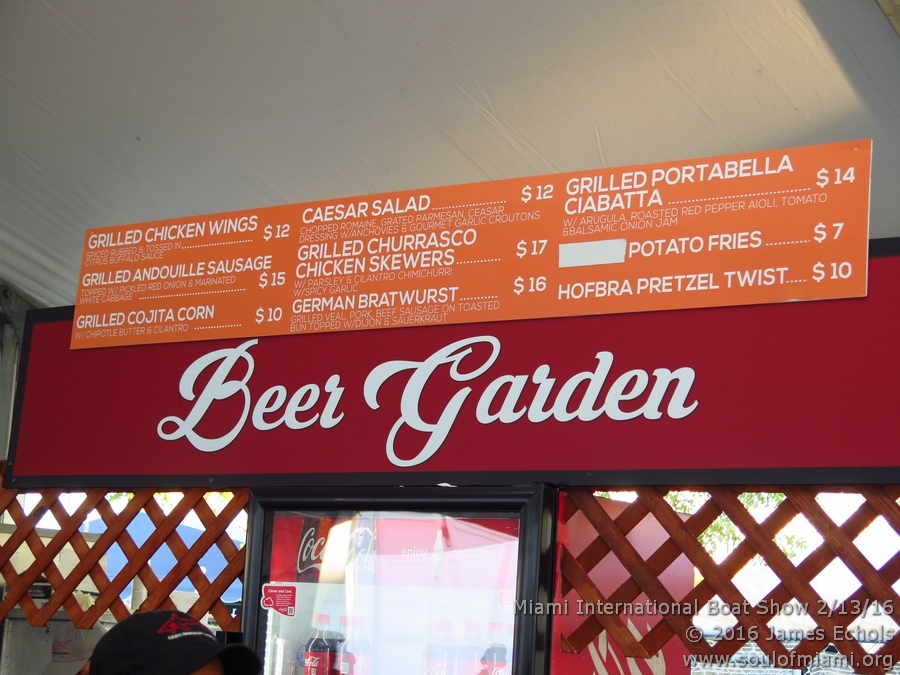 GRILLED CHICKEN WINGS $12
SPICED RUBBED & TOSSED IN
CITRUS BUFFALO SAUCE
GRILLED ANDOUILLE SAUSAGE $15
TOPPED W/ PICKLED RED ONION & MARINATED
WHITE CABBAGE
GRILLED COJITA CORN $10
W/ CHIPOTLE BUTTER & CILANTRO
CAESAR SALAD $12
CHOPPED ROMAINE, GRATED PARMESAN, CEASAR
DRESSING W/ANCHOVIES & GOURMET GARLIC CROUTONS
GRILLED CHURRASCO
CHICKEN SKEWERS $17
W/ PARSLEY & CILANTRO CHIMICHURRI
W/SPICY GARLIC
GERMAN BRATWURST $16
GRILLED VEAL, PORK, BEEF SAUSAGE ON TOASTED
BUN TOPPED W/DIJON & SAUERKRAUT
GRILLED PORTABELLA
CIABATTA $14
W/ ARUGULA, ROASTED RED PEPPER AIOLI, TOMATO
&BALSAMIC ONION JAM
POTATO FRIES $7
HOFBRA PRETZEL TWIST $10
Beer Garden
Coca-Cola
enjoy
Miami International Boat Show 2/13/16
© 2016 James Echols
www.soulofmiami.org